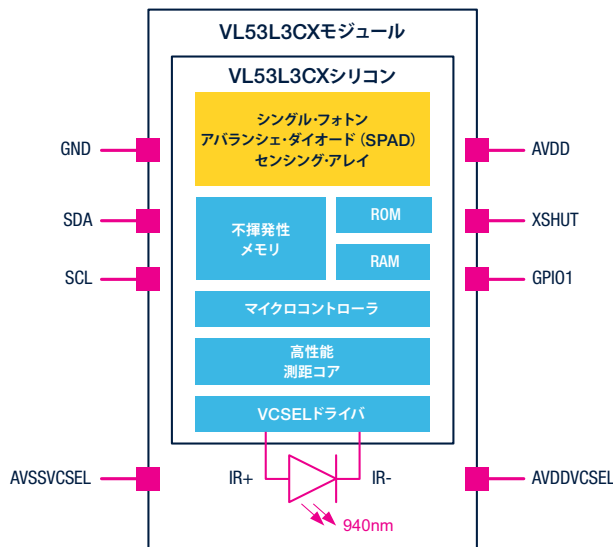 VL53L3CXモジュール
VL53L3CXシリコン
シングル・フォトン
アバランシェ・ダイオード（SPAD）
センシング・アレイ
GND
AVDD
SDA
XSHUT
SCL
GPIO1
不揮発性
メモリ
ROM
RAM
マイクロコントローラ
高性能
測距コア
VCSELドライバ
AVSSVCSEL
IR+
IR-
AVDDVCSEL
940nm